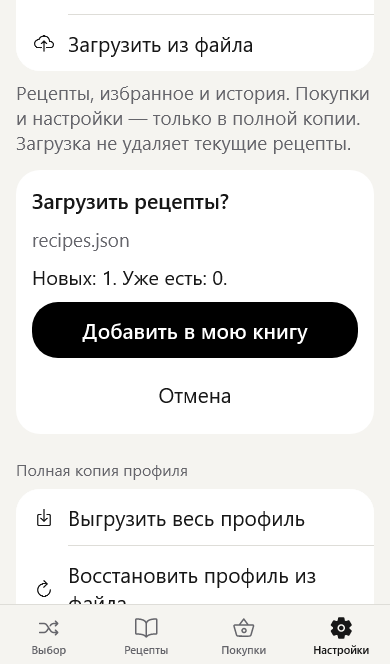 Загрузить из файла
Рецепты, избранное и история. Покупки
и настройки — только в полной копии.
Загрузка не удаляет текущие рецепты.
Загрузить рецепты?
recipes.json
Новых: 1. Уже есть: 0.
Добавить в мою книгу
Отмена
Полная копия профиля
Выгрузить весь профиль
Восстановить профиль из
файла
Выбор
Рецепты
Покупки
Настройки